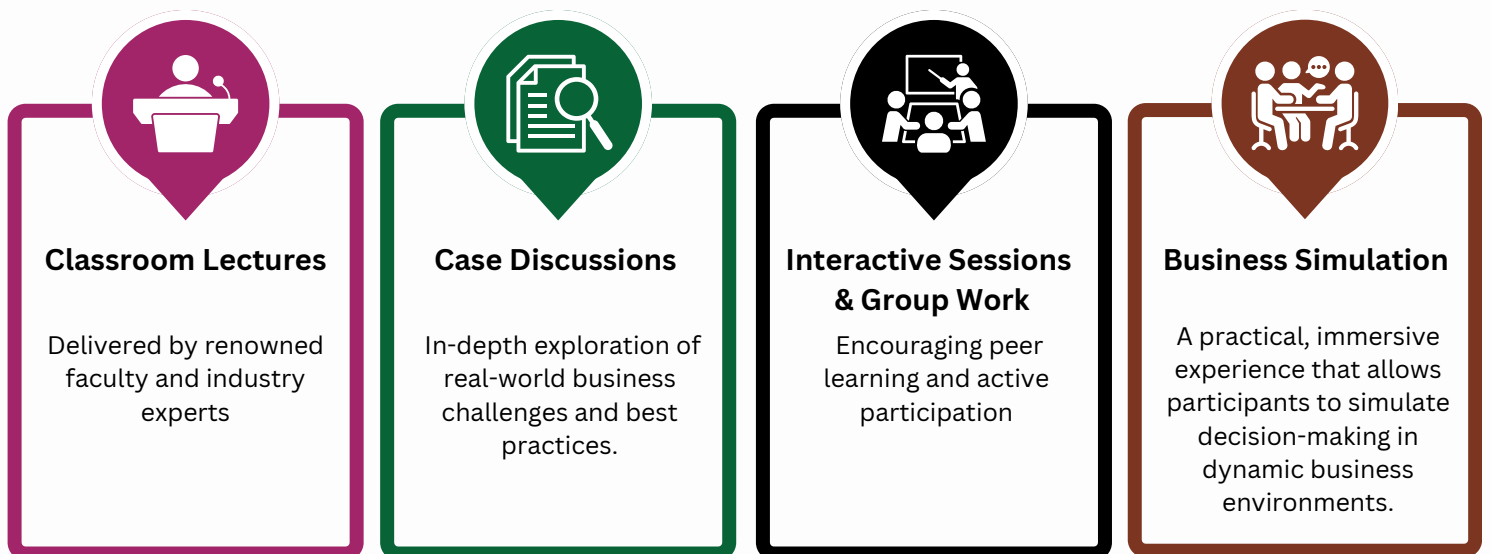 Classroom Lectures
Delivered by renowned
faculty and industry
experts
Case Discussions
In-depth exploration of
real-world business
challenges and best
practices.
Interactive Sessions
& Group Work
Encouraging peer
learning and active
participation
Business Simulation
A practical, immersive
experience that allows
participants to simulate
decision-making in
dynamic business
environments.